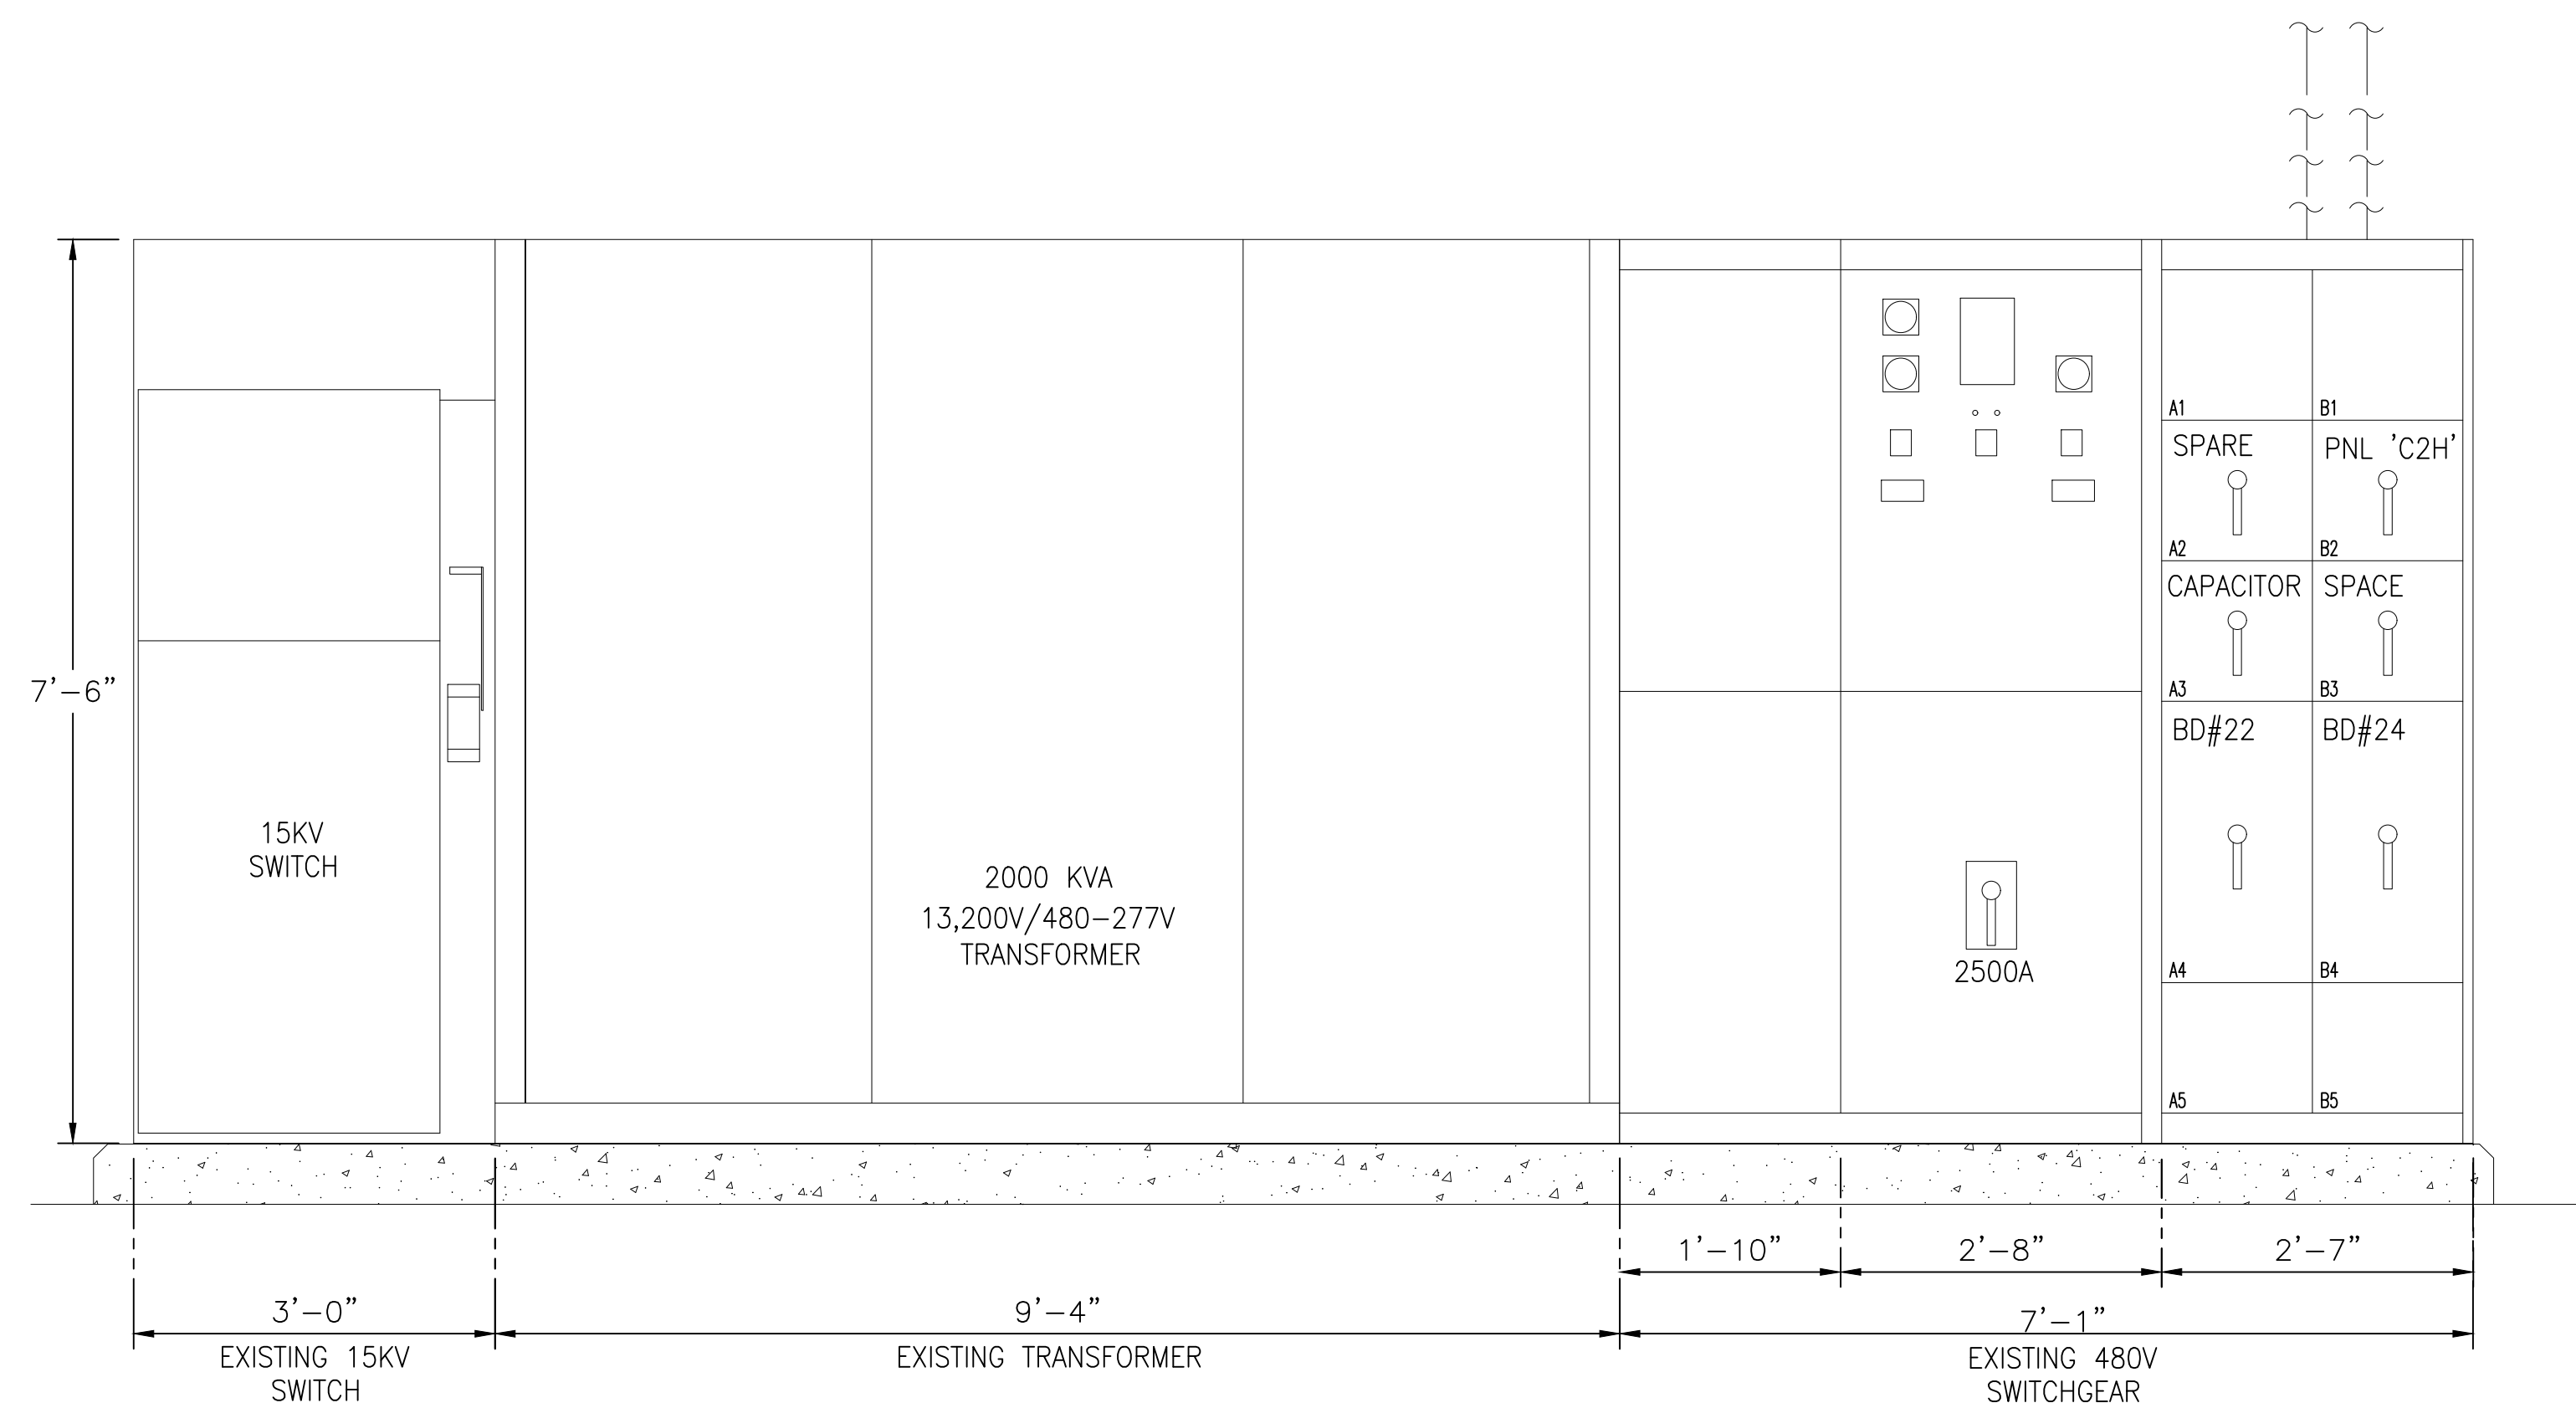 A1
B1
SPARE
PNL 'C2H'
A2
B2
CAPACITOR
SPACE
A3
B3
7'-6"
BD#22
BD#24
15KV
SWITCH
2000 KVA
13,200V/480-277V
TRANSFORMER
2500A
A4
B4
A5
B5
1'-10"
2'-8"
2'-7"
3'-0"
9'-4"
7'-1"
EXISTING 15KV
SWITCH
EXISTING TRANSFORMER
EXISTING 480V
SWITCHGEAR